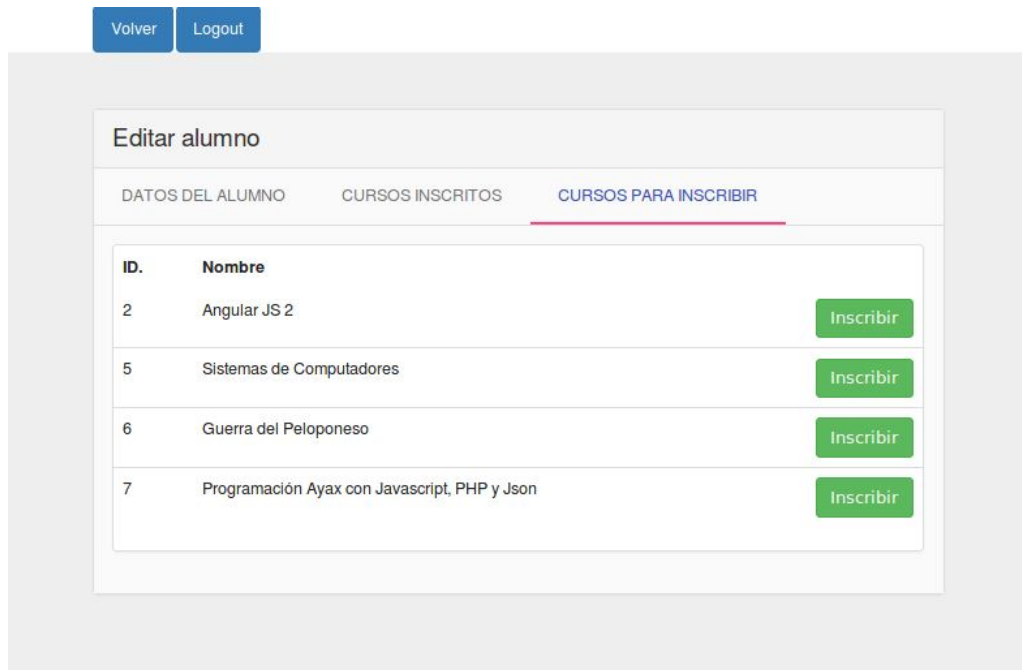 Volver Logout
Editar alumno
DATOS DEL ALUMNO CURSOS INSCRITOS CURSOS PARA INSCRIBIR
ID. Nombre
2 Angular JS 2 Inscribir
5 Sistemas de Computadores Inscribir
6 Guerra del Peloponeso Inscribir
7 Programación Ayax con Javascript, PHP y Json Inscribir